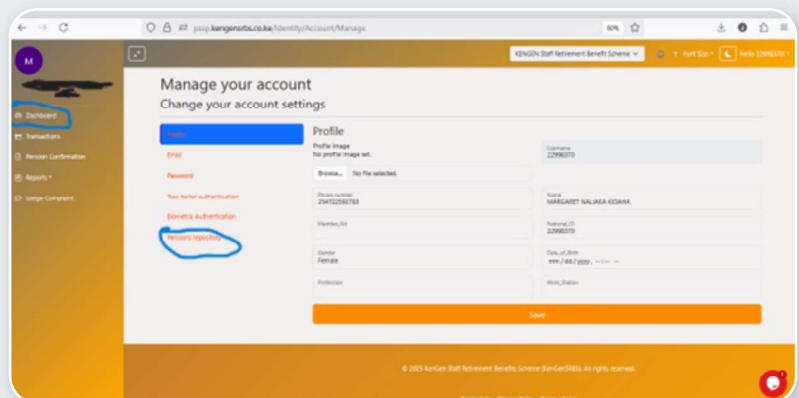 pssp.kengensrbs.co.ke/Identity/Account/Manage
80%
M
KENGEN Staff Retirement Benefit Scheme
Font Size
Hello 22998370
Dashboard
Transactions
Pension Confirmation
Reports
Lodge Complaint
Manage your account
Change your account settings
Profile
Email
Password
Two-factor authentication
Biometric Authentication
Pensions repository
Profile
Profile Image
No profile image set.
Browse... No file selected.
Username
22998370
Phone number
254722592783
Name
MARGARET NALIAKA KIDAHA
Member_No
National_ID
22998370
Gender
Female
Date_of_Birth
/ dd / yyyy, --:-- --
Profession
Work_Station
Save
© 2025 KenGen Staff Retirement Benefits Scheme (KenGenSRBS). All rights reserved.